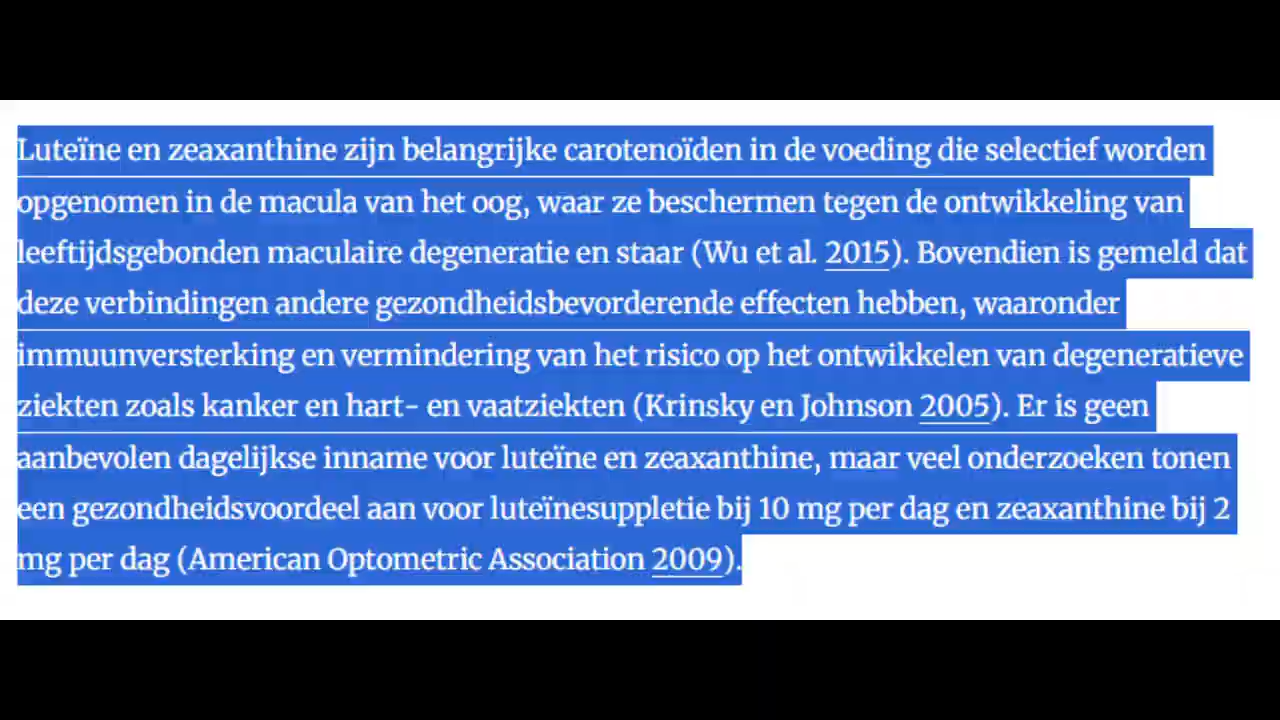 Luteïne en zeaxanthine zijn belangrijke carotenoïden in de voeding die selectief worden
opgenomen in de macula van het oog, waar ze beschermen tegen de ontwikkeling van
leeftijdsgebonden maculaire degeneratie en staar (Wu et al. 2015). Bovendien is gemeld dat
deze verbindingen andere gezondheidsbevorderende effecten hebben, waaronder
immuunversterking en vermindering van het risico op het ontwikkelen van degeneratieve
ziekten zoals kanker en hart- en vaatziekten (Krinsky en Johnson 2005). Er is geen
aanbevolen dagelijkse inname voor luteïne en zeaxanthine, maar veel onderzoeken tonen
een gezondheidsvoordeel aan voor luteïnesuppletie bij 10 mg per dag en zeaxanthine bij 2
mg per dag (American Optometric Association 2009).